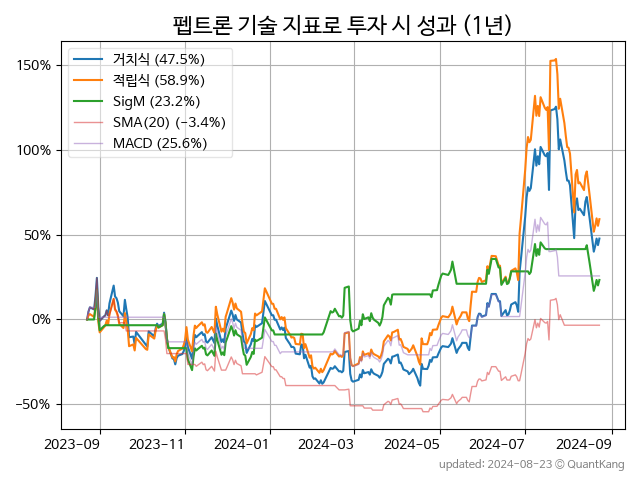 펩트론 기술 지표로 투자 시 성과 (1년)
거치식 (47.5%)
적립식 (58.9%)
SigM (23.2%)
SMA(20) (−3.4%)
MACD (25.6%)
150%
100%
50%
0%
−50%
2023-09 2023-11 2024-01 2024-03 2024-05 2024-07 2024-09
updated: 2024-08-23 © QuantKang